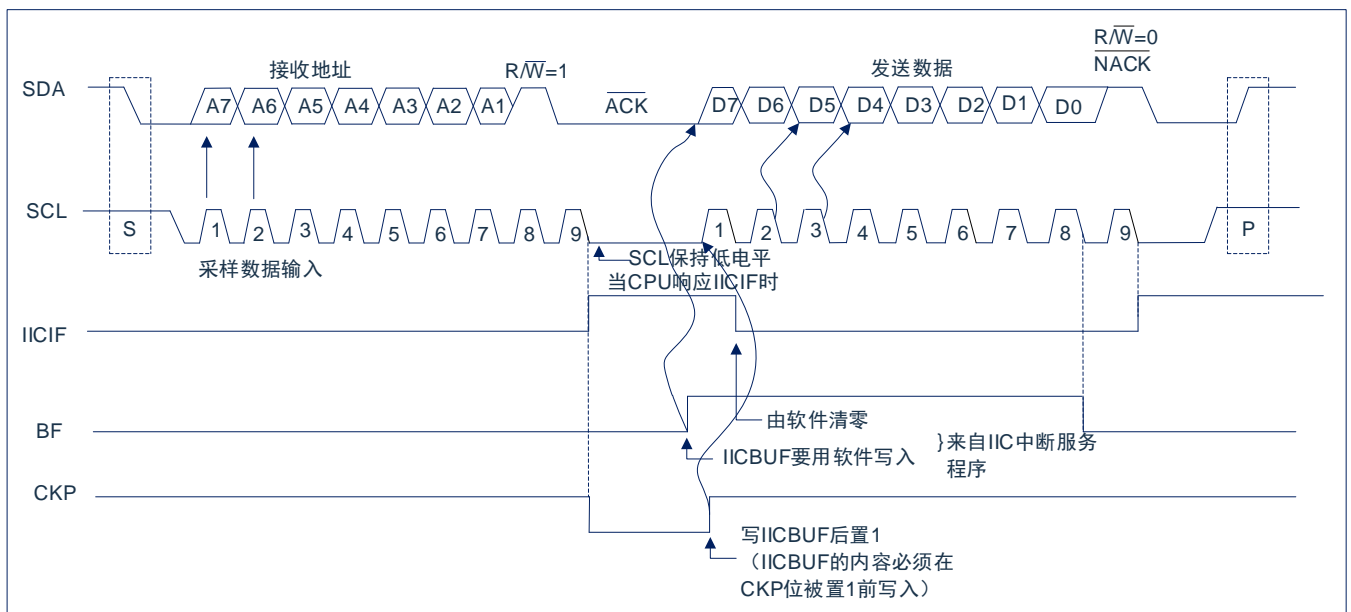 R/W̅=0
N̅A̅C̅K̅
接收地址
R/W̅=1
发送数据
SDA
A7 A6 A5 A4 A3 A2 A1
A̅C̅K̅
D7 D6 D5 D4 D3 D2 D1 D0
SCL
S
1 2 3 4 5 6 7 8 9
1 2 3 4 5 6 7 8 9
P
采样数据输入
SCL保持低电平
当CPU响应IICIF时
IICIF
由软件清零
BF
IICBUF要用软件写入
}来自IIC中断服务
程序
CKP
写IICBUF后置1
（IICBUF的内容必须在
CKP位被置1前写入）